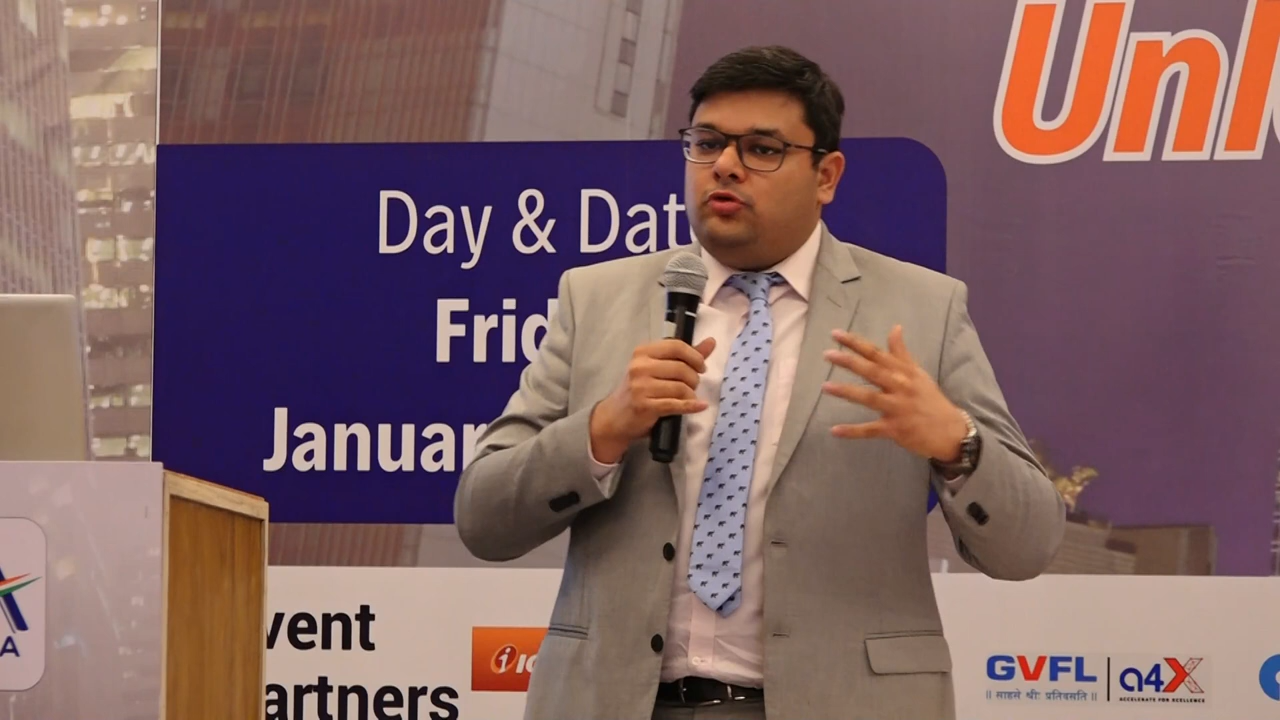 Unl
Day & Dat
Frid
Januar
A
vent
artners
i
GVFL
॥ साहसे श्रीः प्रतिवसति ॥
a4X
ACCELERATE FOR XCELLENCE